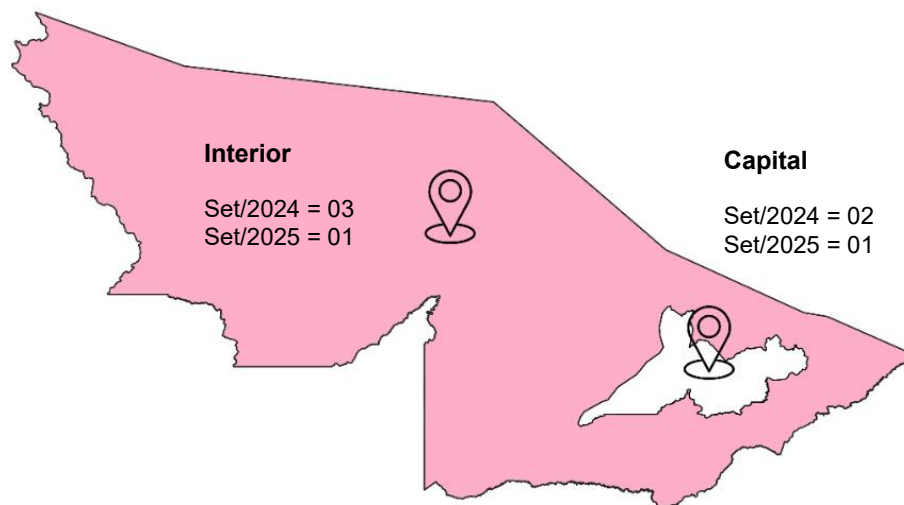 Interior
Set/2024 = 03
Set/2025 = 01
Capital
Set/2024 = 02
Set/2025 = 01